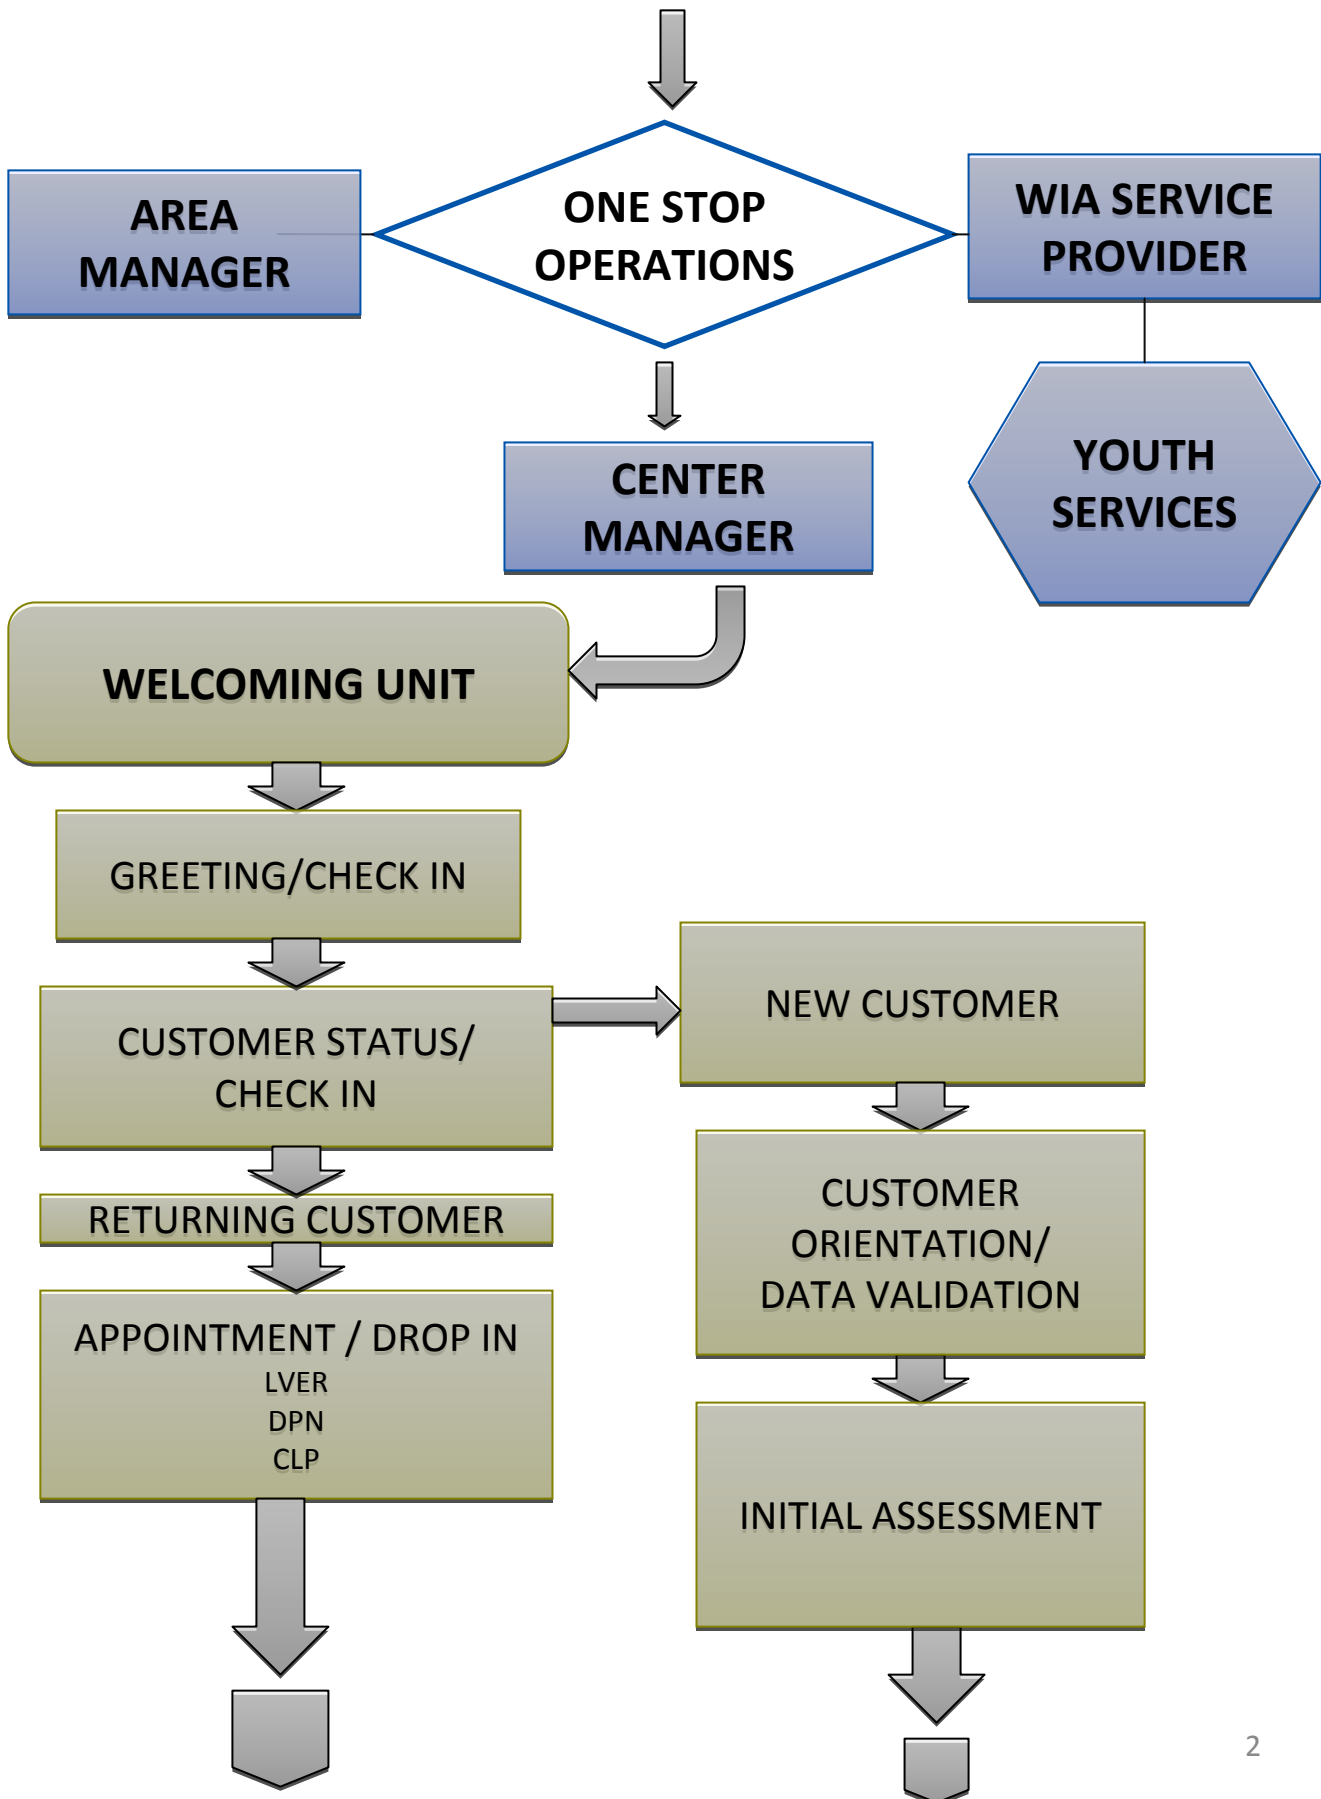 ONE STOP
OPERATIONS
AREA
MANAGER
WIA SERVICE
PROVIDER
YOUTH
SERVICES
CENTER
MANAGER
WELCOMING UNIT
GREETING/CHECK IN
CUSTOMER STATUS/
CHECK IN
NEW CUSTOMER
RETURNING CUSTOMER
CUSTOMER
ORIENTATION/
DATA VALIDATION
APPOINTMENT / DROP IN
LVER
DPN
CLP
INITIAL ASSESSMENT
2